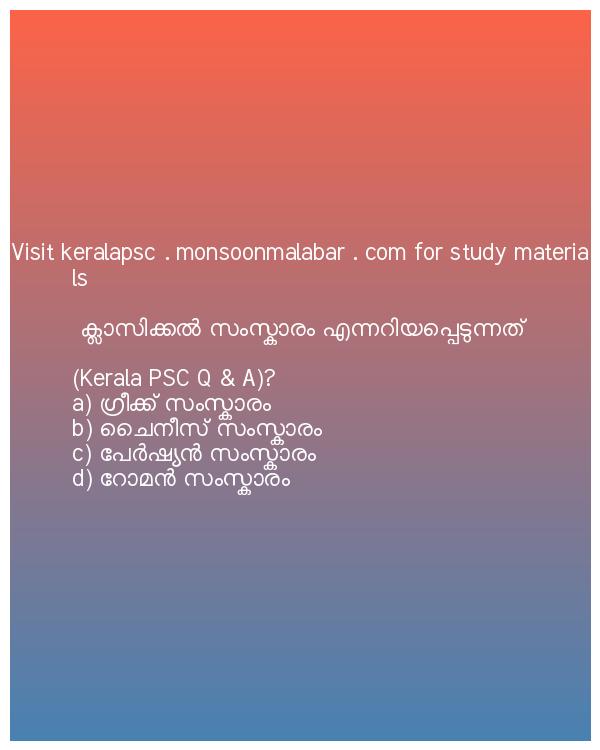 Visit keralapsc . monsoonmalabar . com for study materia
ls
ക്ലാസിക്കൽ സംസ്കാരം എന്നറിയപ്പെടുന്നത്
(Kerala PSC Q & A)?
a) ഗ്രീക്ക് സംസ്കാരം
b) ചൈനീസ് സംസ്കാരം
c) പേർഷ്യൻ സംസ്കാരം
d) റോമൻ സംസ്കാരം